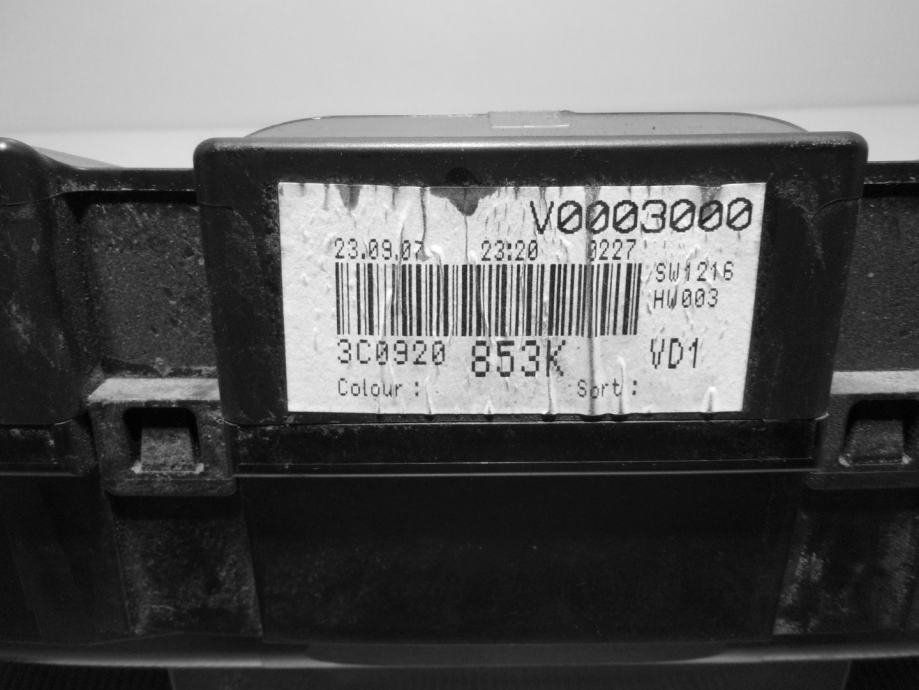 V0003000
23.09.07 23:20 0227
SW1216
HW003
3C0920 853K VD1
Colour : Sort :